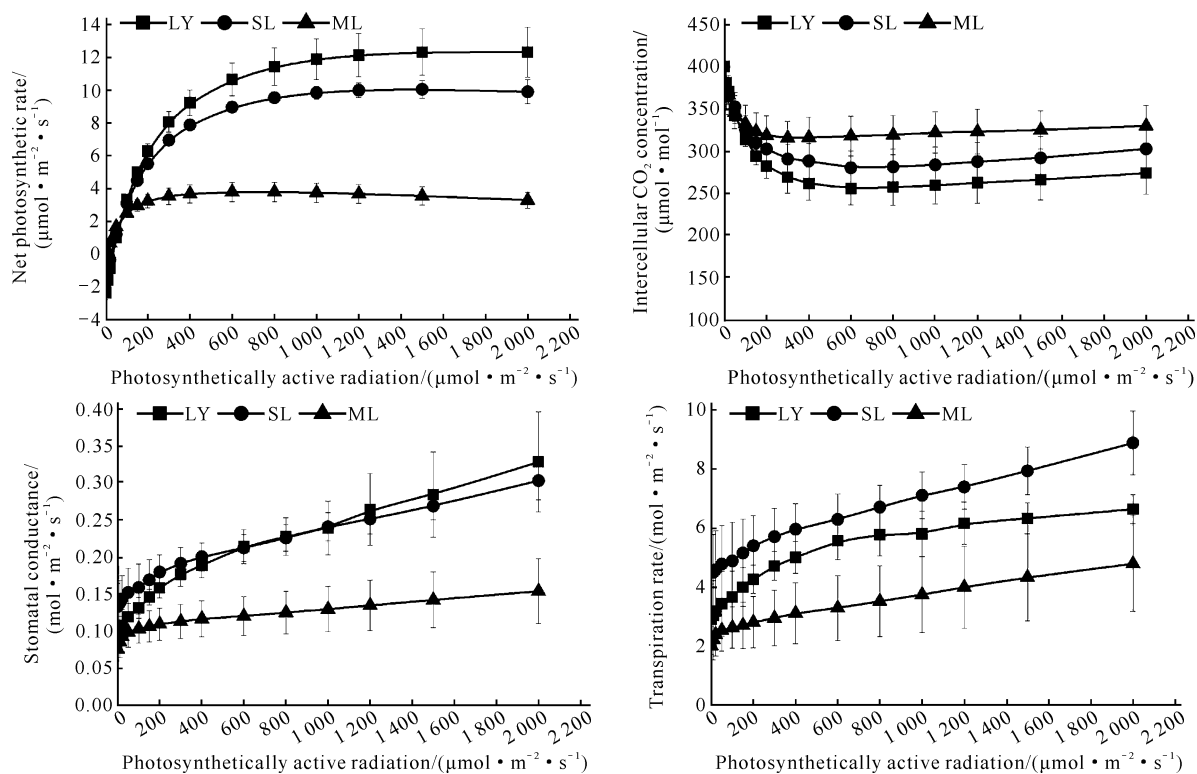 LY SL ML
Net photosynthetic rate/
(μmol·m⁻²·s⁻¹)
14
12
10
8
6
4
2
0
−2
−4
0 200 400 600 800 1 000 1 200 1 400 1 600 1 800 2 000 2 200
Photosynthetically active radiation/(μmol·m⁻²·s⁻¹)
LY SL ML
Intercellular CO₂ concentration/
(μmol·mol⁻¹)
450
400
350
300
250
300
350
100
0 200 400 600 800 1 000 1 200 1 400 1 600 1 800 2 000 2 200
Photosynthetically active radiation/(μmol·m⁻²·s⁻¹)
LY SL ML
Stomatal conductance/
(mol·m⁻²·s⁻¹)
0.40
0.35
0.30
0.25
0.20
0.15
0.10
0.05
0.00
0 200 400 600 800 1 000 1 200 1 400 1 600 1 800 2 000 2 200
Photosynthetically active radiation/(μmol·m⁻²·s⁻¹)
LY SL ML
Transpiration rate/(mol·m⁻²·s⁻¹)
10
8
6
4
2
0
0 200 400 600 800 1 000 1 200 1 400 1 600 1 800 2 000 2 200
Photosynthetically active radiation/(μmol·m⁻²·s⁻¹)